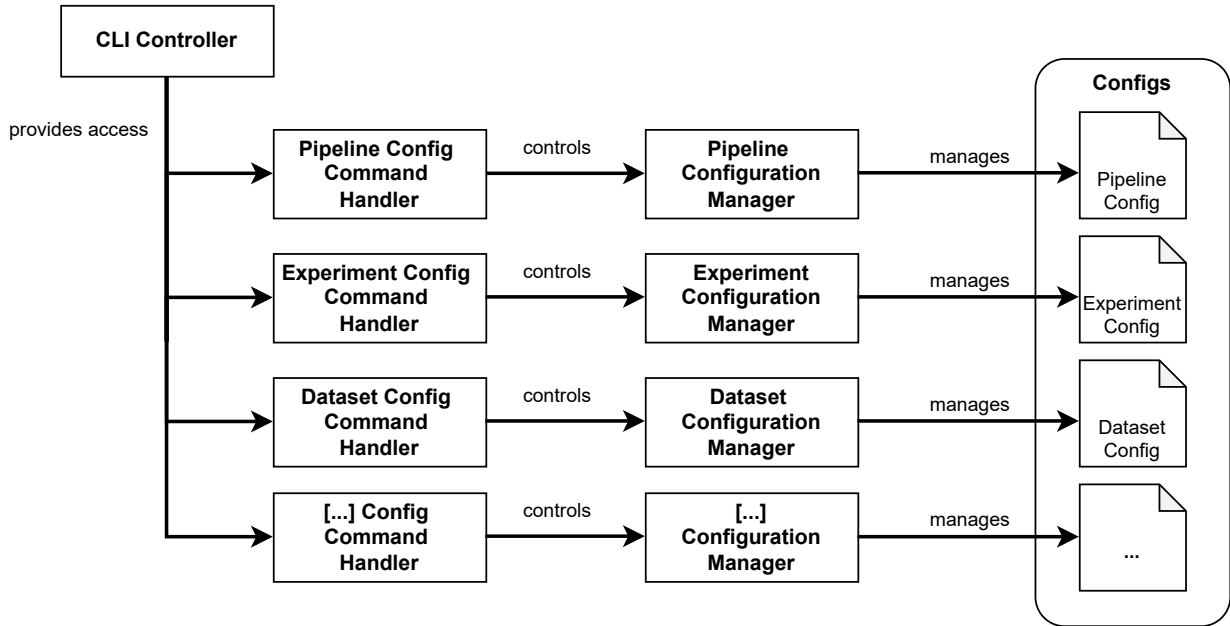 CLI Controller
Configs
provides access
Pipeline Config
Command
Handler
controls
Pipeline
Configuration
Manager
manages
Pipeline
Config
Experiment Config
Command
Handler
controls
Experiment
Configuration
Manager
manages
Experiment
Config
Dataset Config
Command
Handler
controls
Dataset
Configuration
Manager
manages
Dataset
Config
[...] Config
Command
Handler
controls
[...]
Configuration
Manager
manages
...